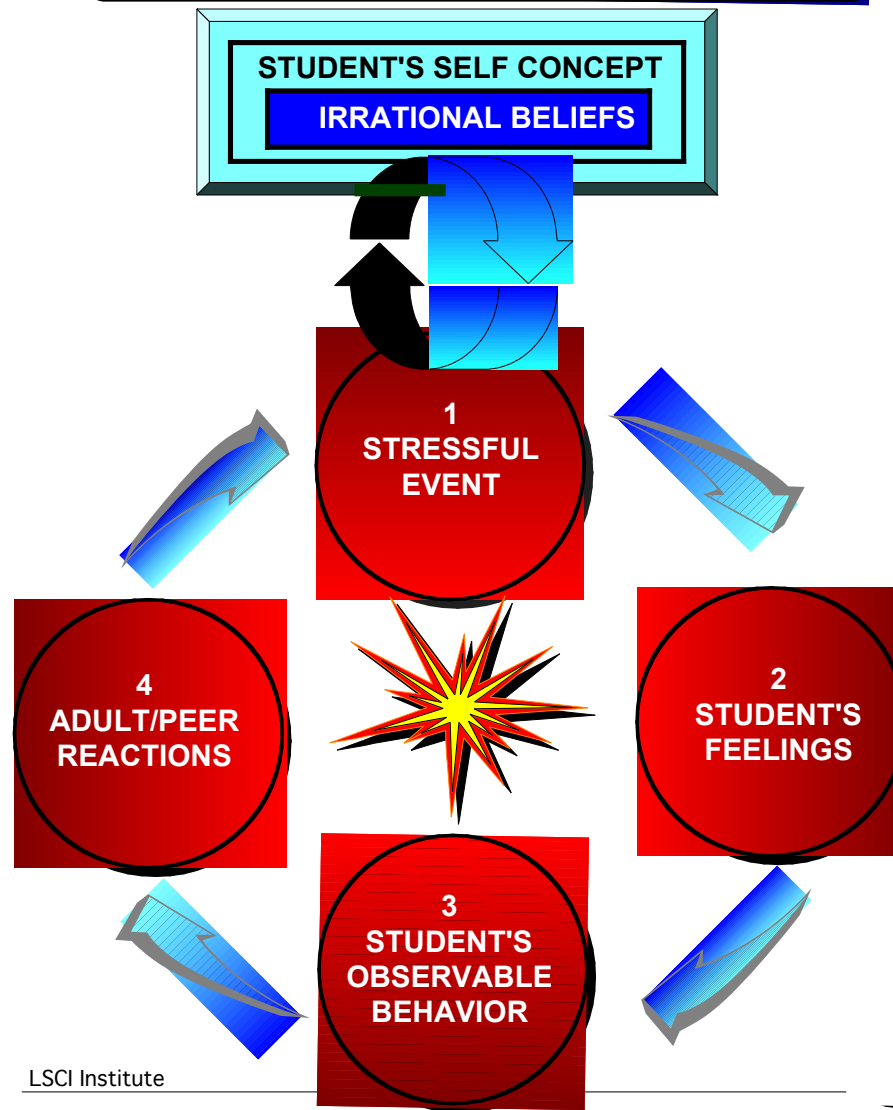 STUDENT'S SELF CONCEPT
IRRATIONAL BELIEFS
1
STRESSFUL
EVENT
2
STUDENT'S
FEELINGS
3
STUDENT'S
OBSERVABLE
BEHAVIOR
4
ADULT/PEER
REACTIONS
LSCI Institute